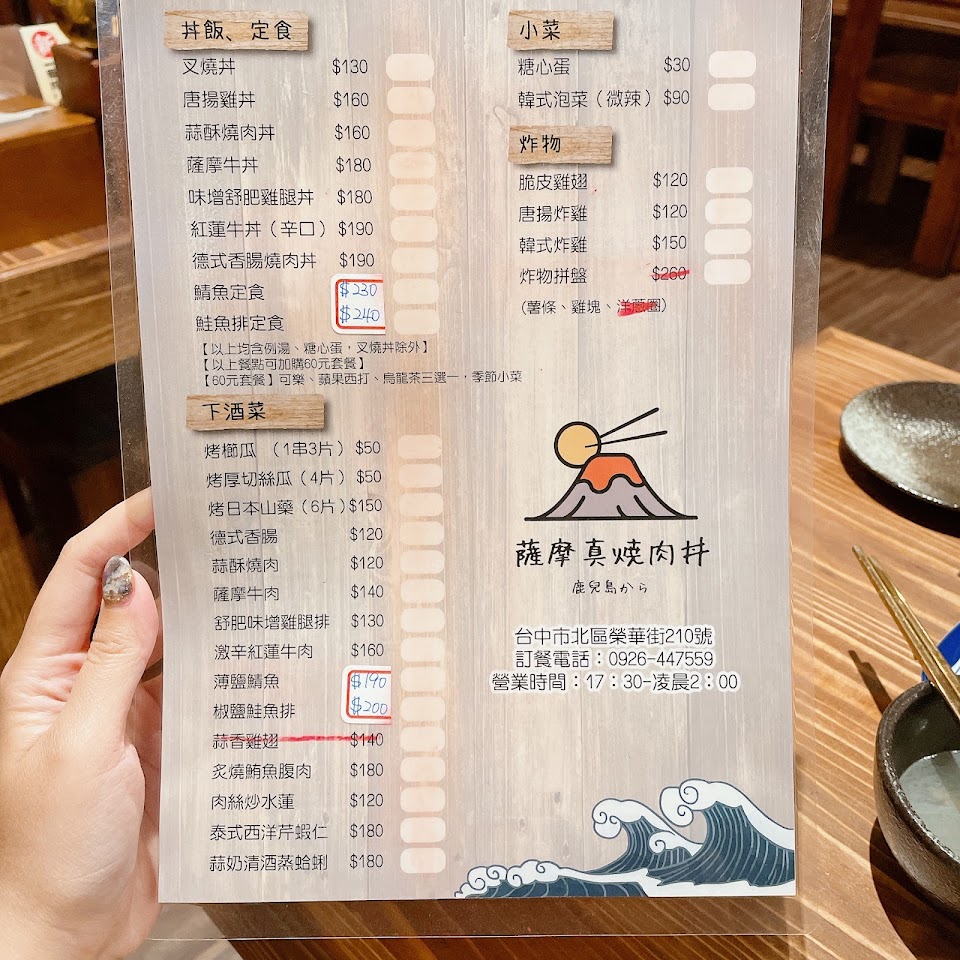 丼飯、定食
叉燒丼 $130
唐揚雞丼 $160
蒜酥燒肉丼 $160
薩摩牛丼 $180
味增舒肥雞腿丼 $180
紅蓮牛丼（辛口） $190
德式香腸燒肉丼 $190
鯖魚定食 $230
鮭魚排定食 $240
【以上均含例湯、糖心蛋，叉燒丼除外】
【以上餐點可加購60元套餐】
【60元套餐】可樂、蘋果西打、烏龍茶三選一，季節小菜
下酒菜
烤櫛瓜 （1串3片） $50
烤厚切絲瓜（4片） $50
烤日本山藥（6片）$150
德式香腸 $120
蒜酥燒肉 $120
薩摩牛肉 $140
舒肥味增雞腿排 $130
激辛紅蓮牛肉 $160
薄鹽鯖魚 $190
椒鹽鮭魚排 $200
蒜香雞翅 $140
炙燒鮪魚腹肉 $180
肉絲炒水蓮 $120
泰式西洋芹蝦仁 $180
蒜奶清酒蒸蛤蜊 $180
小菜
糖心蛋 $30
韓式泡菜（微辣） $90
炸物
脆皮雞翅 $120
唐揚炸雞 $120
韓式炸雞 $150
炸物拼盤 $260
（薯條、雞塊、洋蔥圈）
薩摩真燒肉丼
鹿兒島から
台中市北區榮華街210號
訂餐電話：0926-447559
營業時間：17：30-凌晨2：00